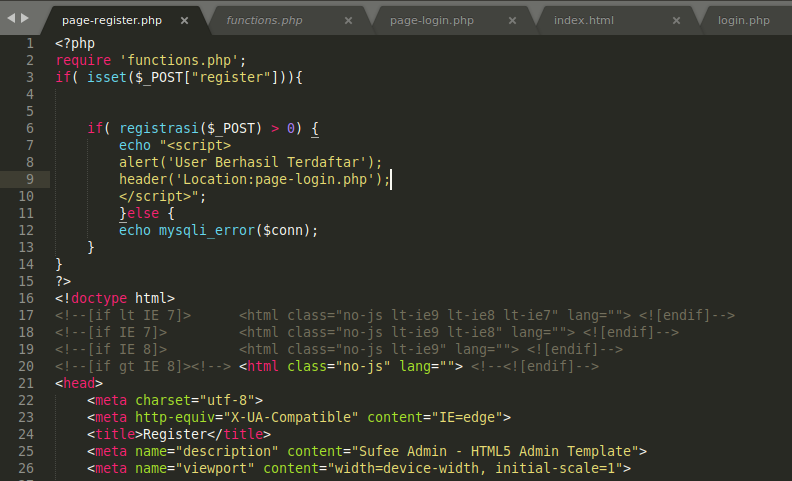 page-register.php × functions.php × page-login.php × index.html × login.php
1 <?php
2 require 'functions.php';
3 if( isset($_POST["register"])){
4
5
6     if( registrasi($_POST) > 0) {
7         echo "<script>
8         alert('User Berhasil Terdaftar');
9         header('Location:page-login.php');
10         </script>";
11         }else {
12         echo mysqli_error($conn);
13     }
14 }
15 ?>
16 <!doctype html>
17 <!--[if lt IE 7]>      <html class="no-js lt-ie9 lt-ie8 lt-ie7" lang=""> <![endif]-->
18 <!--[if IE 7]>         <html class="no-js lt-ie9 lt-ie8" lang=""> <![endif]-->
19 <!--[if IE 8]>         <html class="no-js lt-ie9" lang=""> <![endif]-->
20 <!--[if gt IE 8]><!--> <html class="no-js" lang=""> <!--<![endif]-->
21 <head>
22     <meta charset="utf-8">
23     <meta http-equiv="X-UA-Compatible" content="IE=edge">
24     <title>Register</title>
25     <meta name="description" content="Sufee Admin - HTML5 Admin Template">
26     <meta name="viewport" content="width=device-width, initial-scale=1">